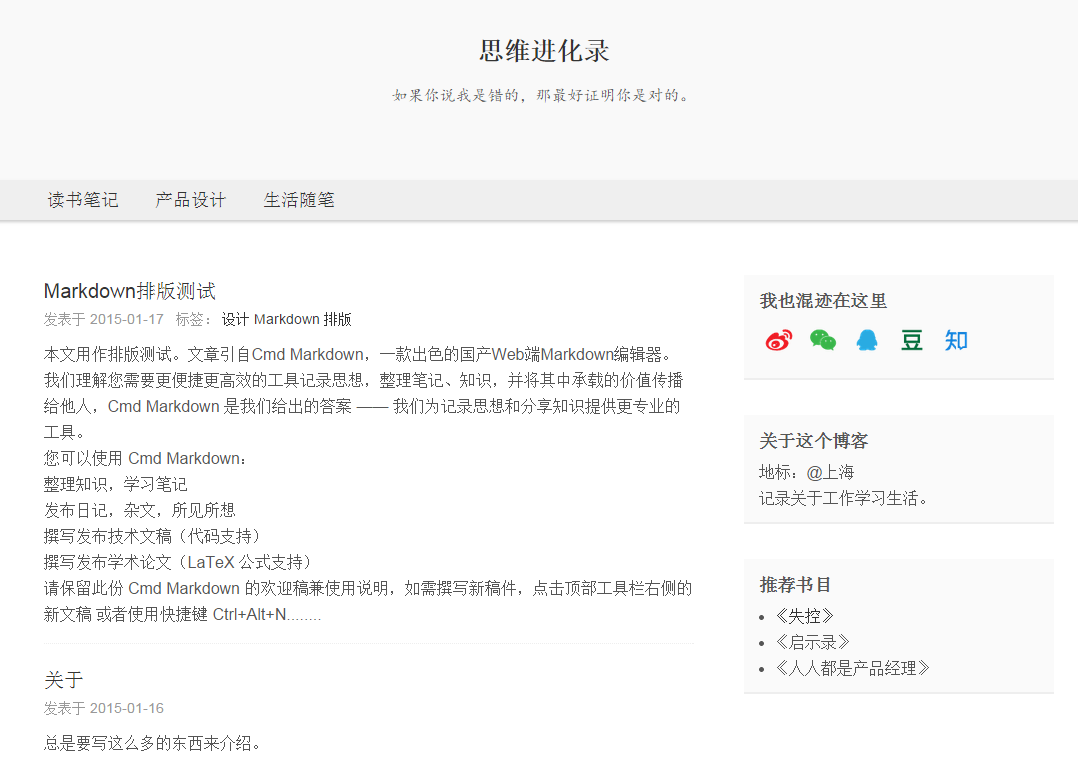 思维进化录
如果你说我是错的，那最好证明你是对的。
读书笔记 产品设计 生活随笔
Markdown排版测试
发表于 2015-01-17 标签： 设计 Markdown 排版
本文用作排版测试。文章引自Cmd Markdown，一款出色的国产Web端Markdown编辑器。
我们理解您需要更便捷更高效的工具记录思想，整理笔记、知识，并将其中承载的价值传播
给他人，Cmd Markdown 是我们给出的答案 —— 我们为记录思想和分享知识提供更专业的
工具。
您可以使用 Cmd Markdown：
整理知识，学习笔记
发布日记，杂文，所见所想
撰写发布技术文稿（代码支持）
撰写发布学术论文（LaTeX 公式支持）
请保留此份 Cmd Markdown 的欢迎稿兼使用说明，如需撰写新稿件，点击顶部工具栏右侧的
新文稿 或者使用快捷键 Ctrl+Alt+N........
关于
发表于 2015-01-16
总是要写这么多的东西来介绍。
我也混迹在这里
豆 知
关于这个博客
地标：@上海
记录关于工作学习生活。
推荐书目
• 《失控》
• 《启示录》
• 《人人都是产品经理》